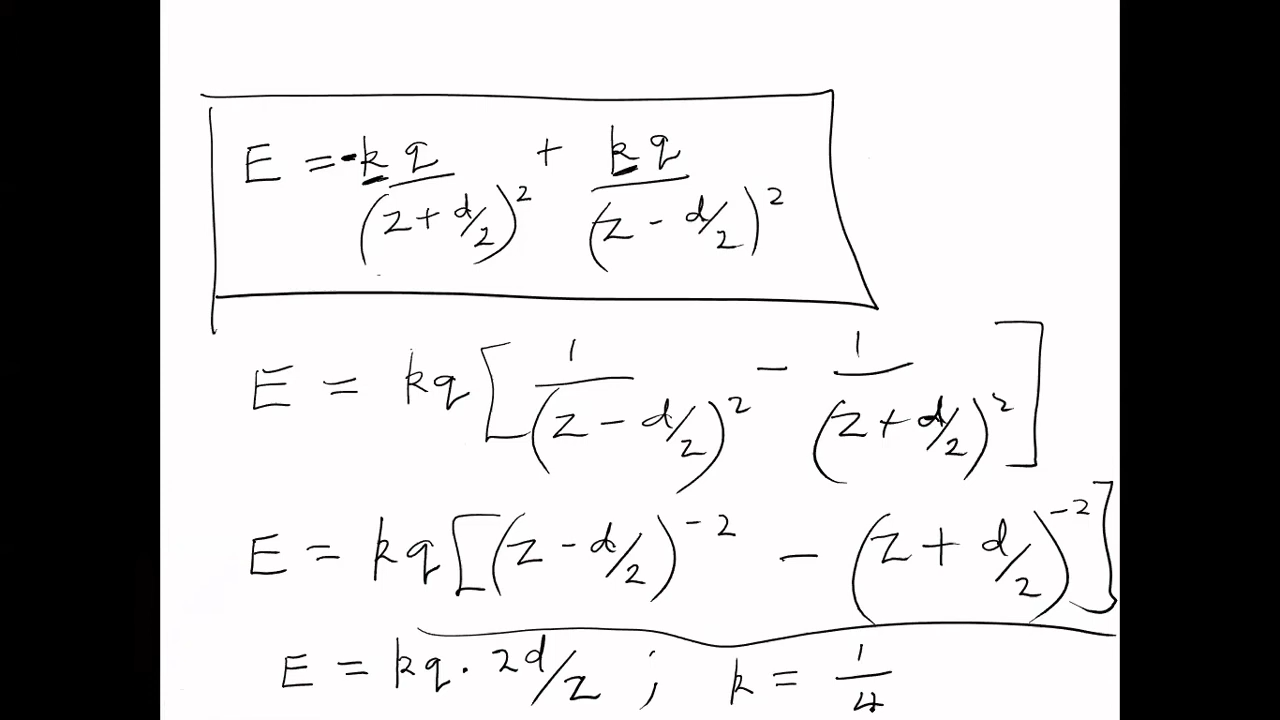 E = -kq/(z + d/2)² + kq/(z - d/2)²
E = kq[1/(z - d/2)² - 1/(z + d/2)²]
E = kq[(z - d/2)⁻² - (z + d/2)⁻²]
E = kq · 2d/z ; k = 1/4